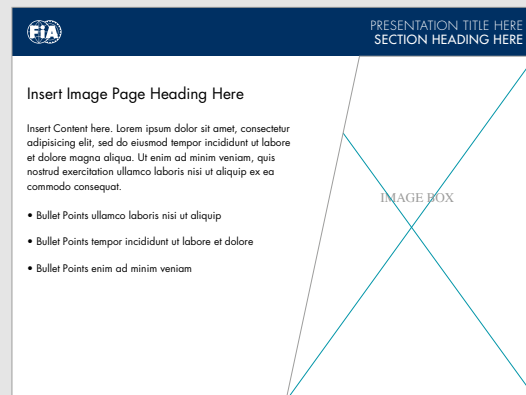 FiA
PRESENTATION TITLE HERE
SECTION HEADING HERE
Insert Image Page Heading Here
Insert Content here. Lorem ipsum dolor sit amet, consectetur
adipisicing elit, sed do eiusmod tempor incididunt ut labore
et dolore magna aliqua. Ut enim ad minim veniam, quis
nostrud exercitation ullamco laboris nisi ut aliquip ex ea
commodo consequat.
• Bullet Points ullamco laboris nisi ut aliquip
• Bullet Points tempor incididunt ut labore et dolore
• Bullet Points enim ad minim veniam
IMAGE BOX